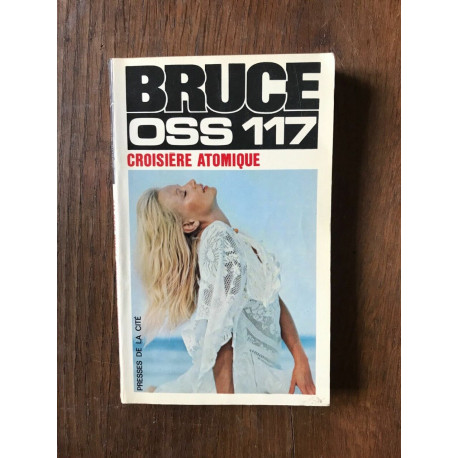 BRUCE
OSS 117
CROISIÈRE ATOMIQUE
PRESSES DE LA CITÉ